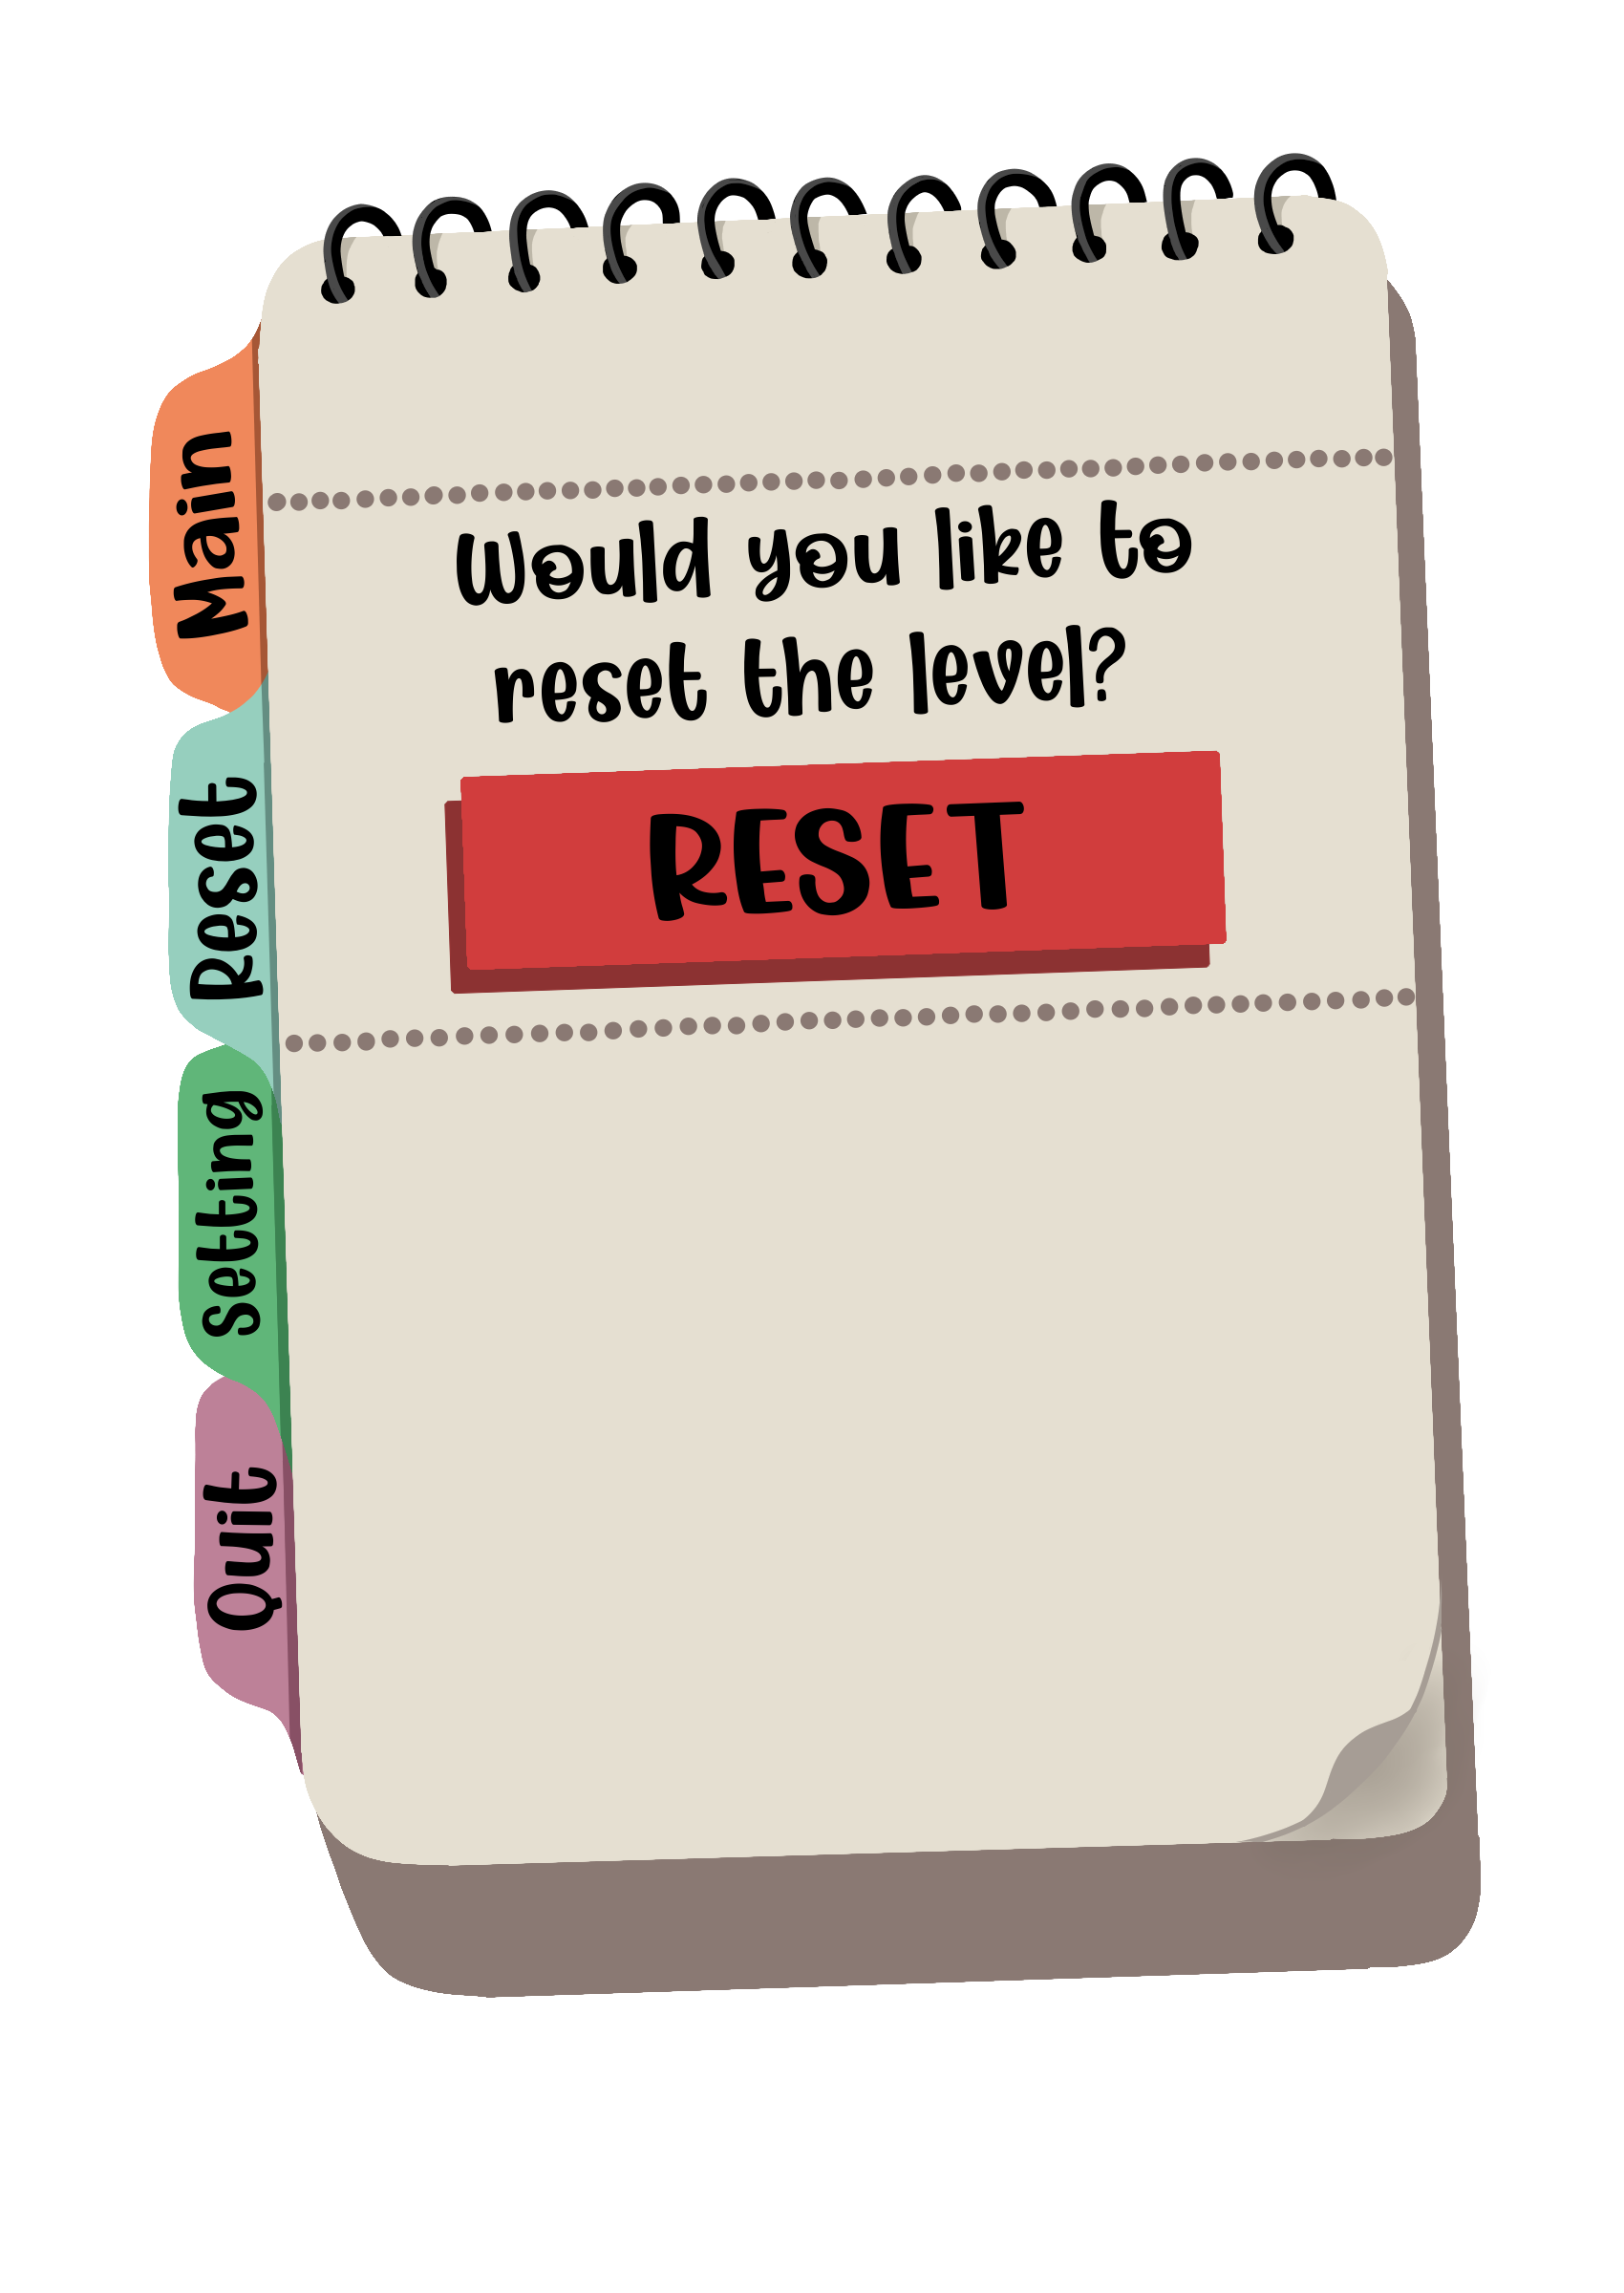 Would you like to
reset the level?
RESET
Main
Reset
Setting
Quit